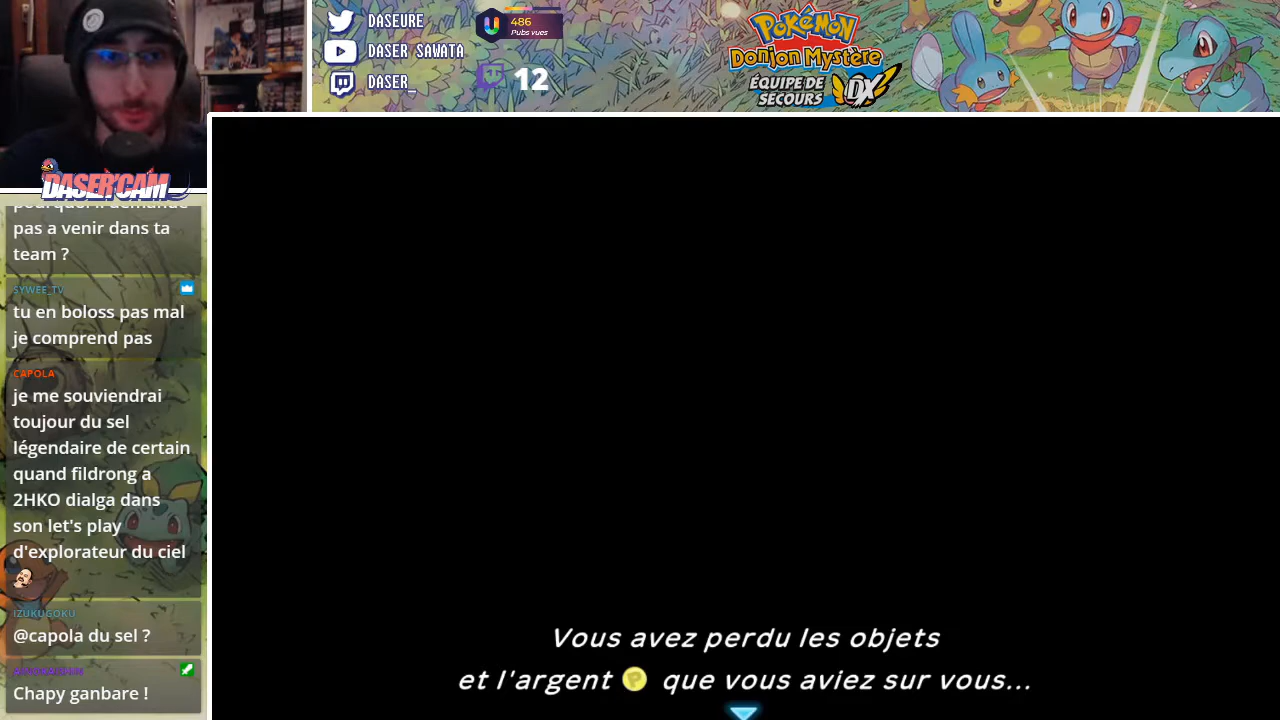 DASEURE
DASER SAWATA
DASER_
486
Pubs vues
12
POKéMON
Donjon Mystère
ÉQUIPE DE
SECOURS DX
DASER'CAM
pas a venir dans ta
team ?
SYWEE_TV
tu en boloss pas mal
je comprend pas
CAPOLA
je me souviendrai
toujour du sel
légendaire de certain
quand fildrong a
2HKO dialga dans
son let's play
d'explorateur du ciel
IZUKUGOKU
@capola du sel ?
Chapy ganbare !
Vous avez perdu les objets
et l'argent P que vous aviez sur vous...